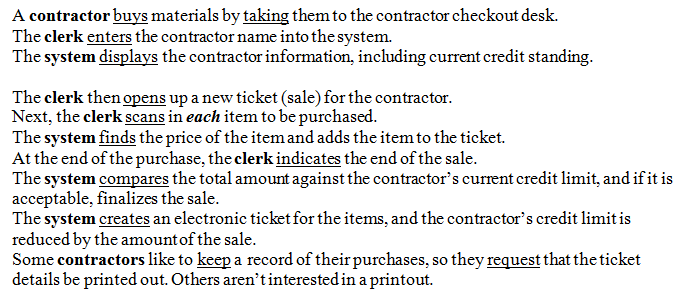 A contractor buys materials by taking them to the contractor checkout desk.
The clerk enters the contractor name into the system.
The system displays the contractor information, including current credit standing.
The clerk then opens up a new ticket (sale) for the contractor.
Next, the clerk scans in each item to be purchased.
The system finds the price of the item and adds the item to the ticket.
At the end of the purchase, the clerk indicates the end of the sale.
The system compares the total amount against the contractor's current credit limit, and if it is
acceptable, finalizes the sale.
The system creates an electronic ticket for the items, and the contractor's credit limit is
reduced by the amount of the sale.
Some contractors like to keep a record of their purchases, so they request that the ticket
details be printed out. Others aren't interested in a printout.